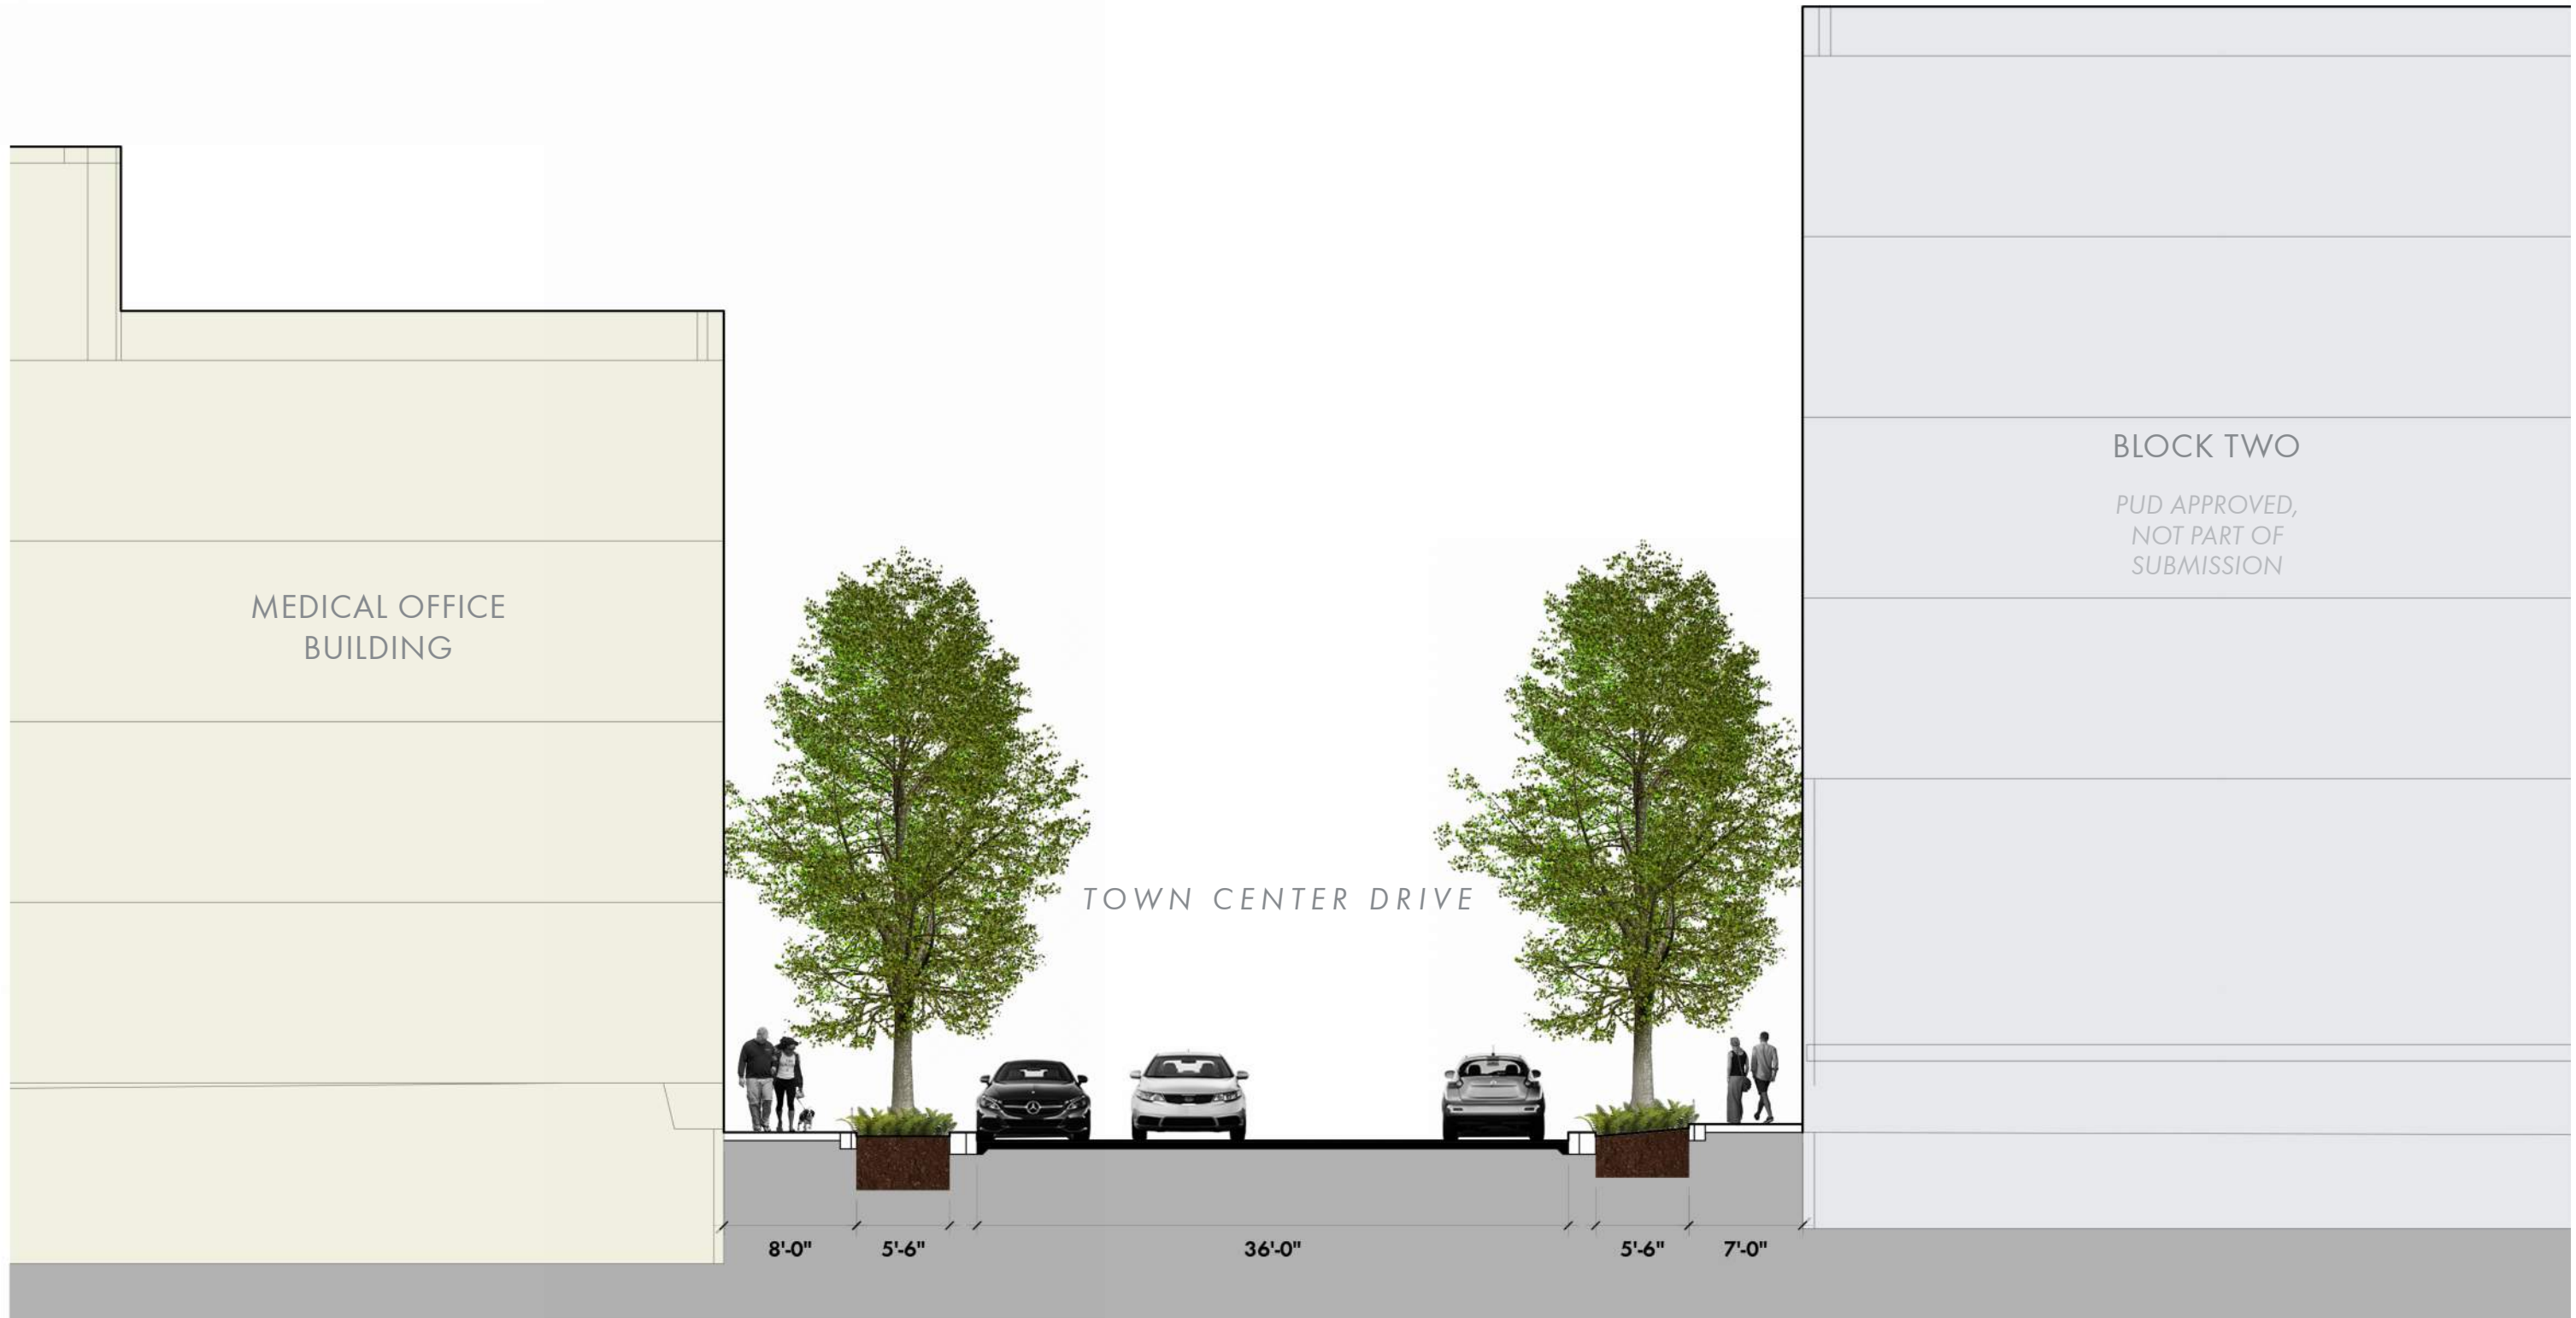 BLOCK TWO
PUD APPROVED,
NOT PART OF
SUBMISSION
MEDICAL OFFICE
BUILDING
TOWN CENTER DRIVE
8'-0" 5'-6" 36'-0" 5'-6" 7'-0"